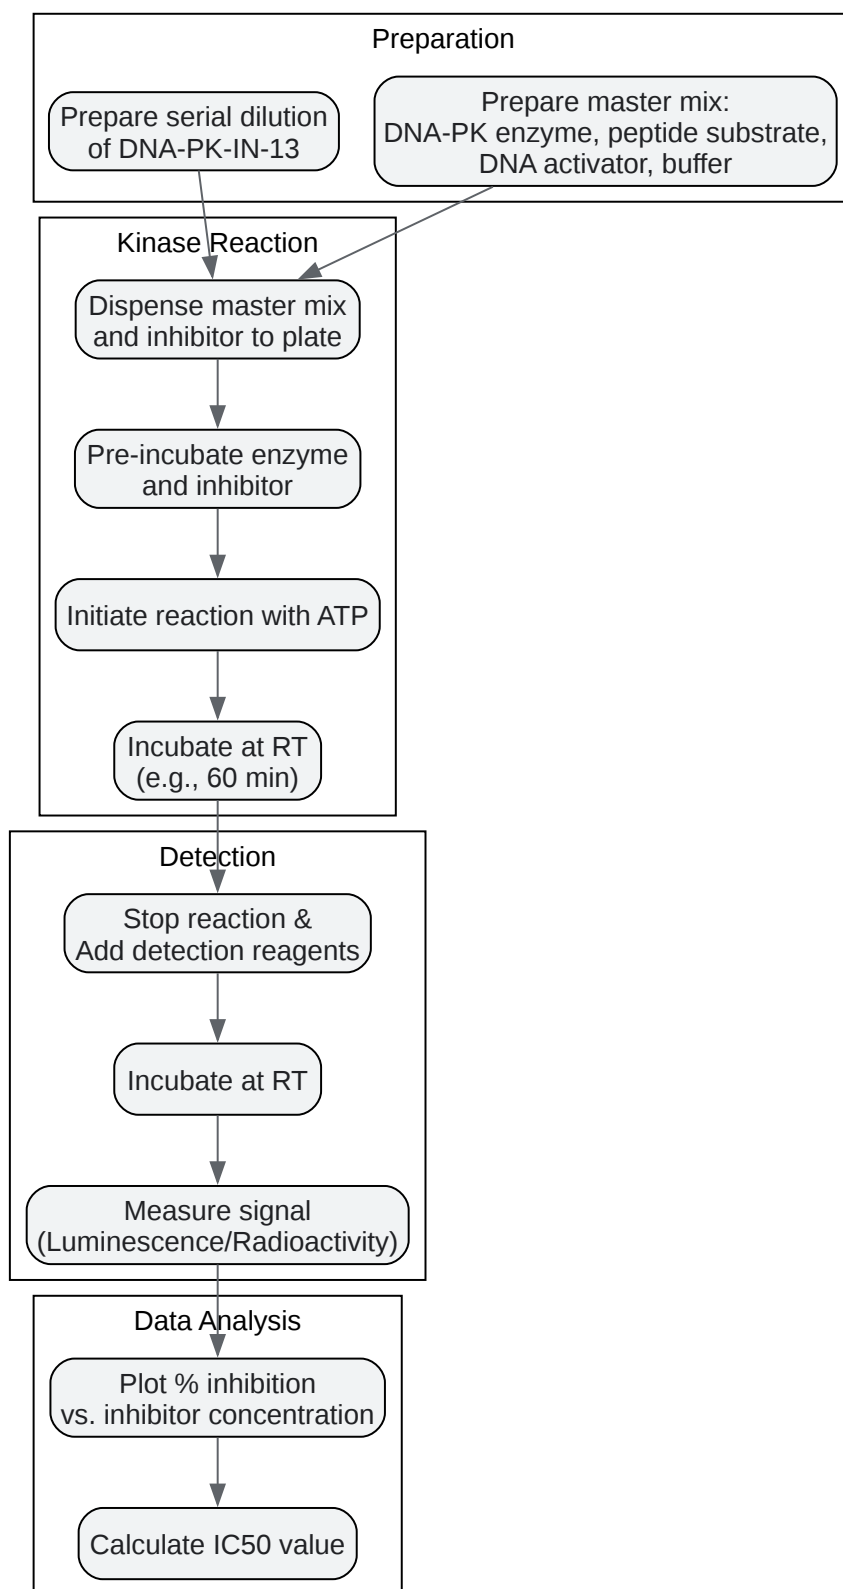 Preparation
Prepare serial dilution
of DNA-PK-IN-13
Prepare master mix:
DNA-PK enzyme, peptide substrate,
DNA activator, buffer
Kinase Reaction
Dispense master mix
and inhibitor to plate
Pre-incubate enzyme
and inhibitor
Initiate reaction with ATP
Incubate at RT
(e.g., 60 min)
Detection
Stop reaction &
Add detection reagents
Incubate at RT
Measure signal
(Luminescence/Radioactivity)
Data Analysis
Plot % inhibition
vs. inhibitor concentration
Calculate IC50 value